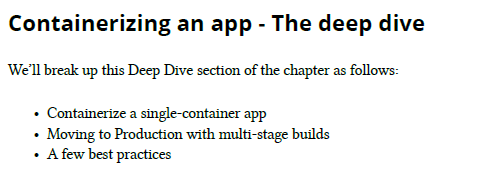 Containerizing an app - The deep dive
We’ll break up this Deep Dive section of the chapter as follows:
• Containerize a single-container app
• Moving to Production with multi-stage builds
• A few best practices